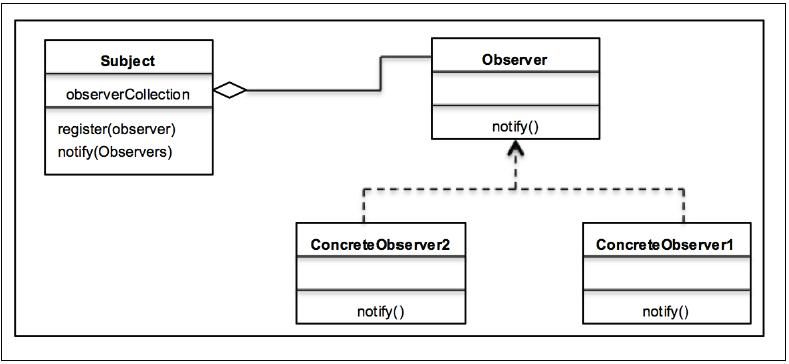 Subject
observerCollection
register(observer)
notify(Observers)
Observer
notify()
ConcreteObserver2
notify()
ConcreteObserver1
notify()